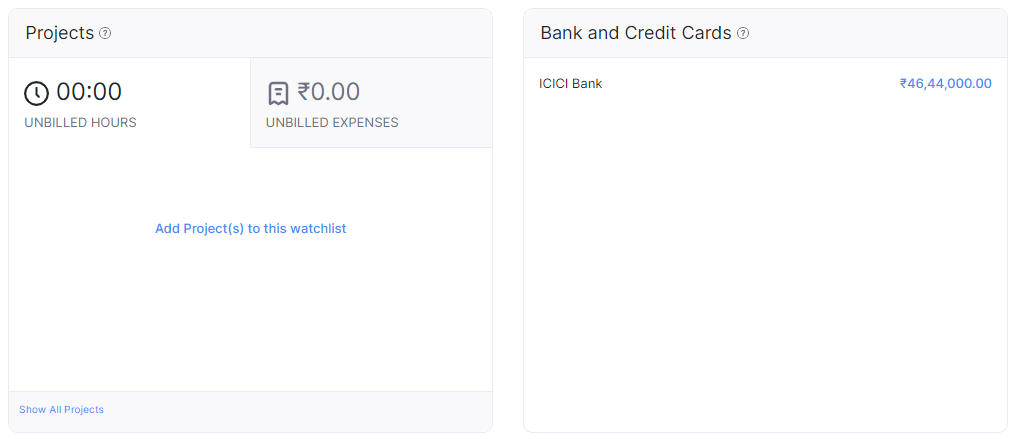 Projects
00:00
UNBILLED HOURS
₹0.00
UNBILLED EXPENSES
Add Project(s) to this watchlist
Show All Projects
Bank and Credit Cards
ICICI Bank ₹46,44,000.00